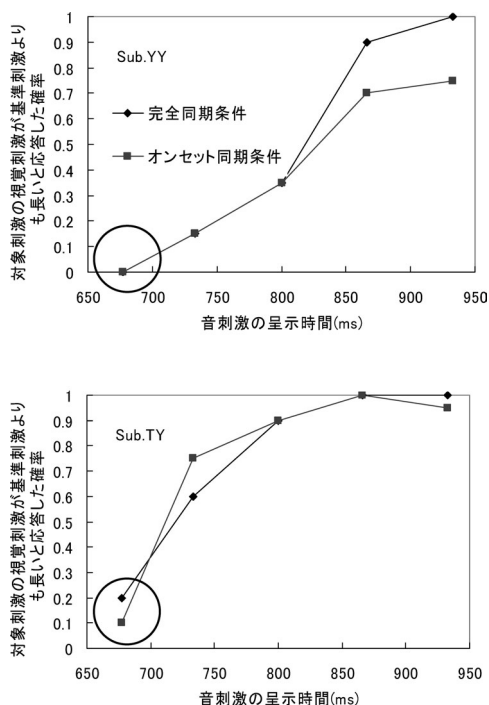 対象刺激の視覚刺激が基準刺激より
も長いと応答した確率
1
0.9
0.8
0.7
0.6
0.5
0.4
0.3
0.2
0.1
0
Sub.YY
完全同期条件
オンセット同期条件
650 700 750 800 850 900 950
音刺激の呈示時間(ms)
対象刺激の視覚刺激が基準刺激より
も長いと応答した確率
1
0.9
0.8
0.7
0.6
0.5
0.4
0.3
0.2
0.1
0
Sub.TY
650 700 750 800 850 900 950
音刺激の呈示時間(ms)